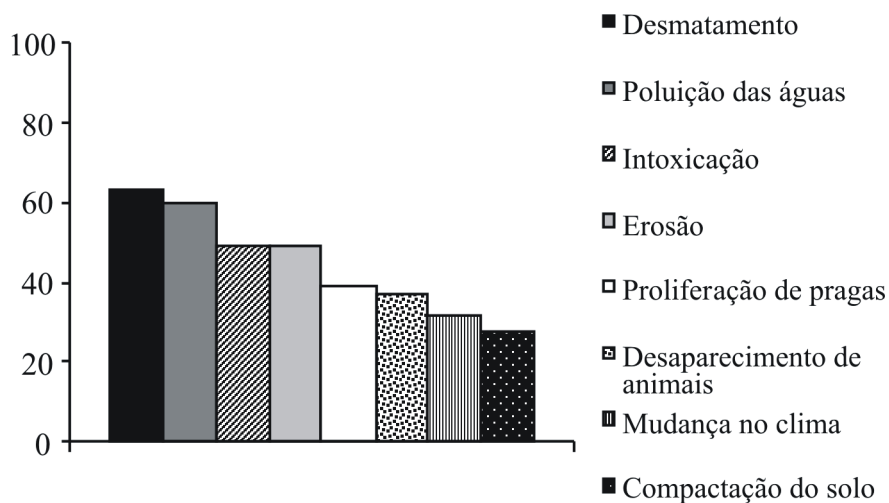 100
80
60
40
20
0
Desmatamento
Poluição das águas
Intoxicação
Erosão
Proliferação de pragas
Desaparecimento de
animais
Mudança no clima
Compactação do solo